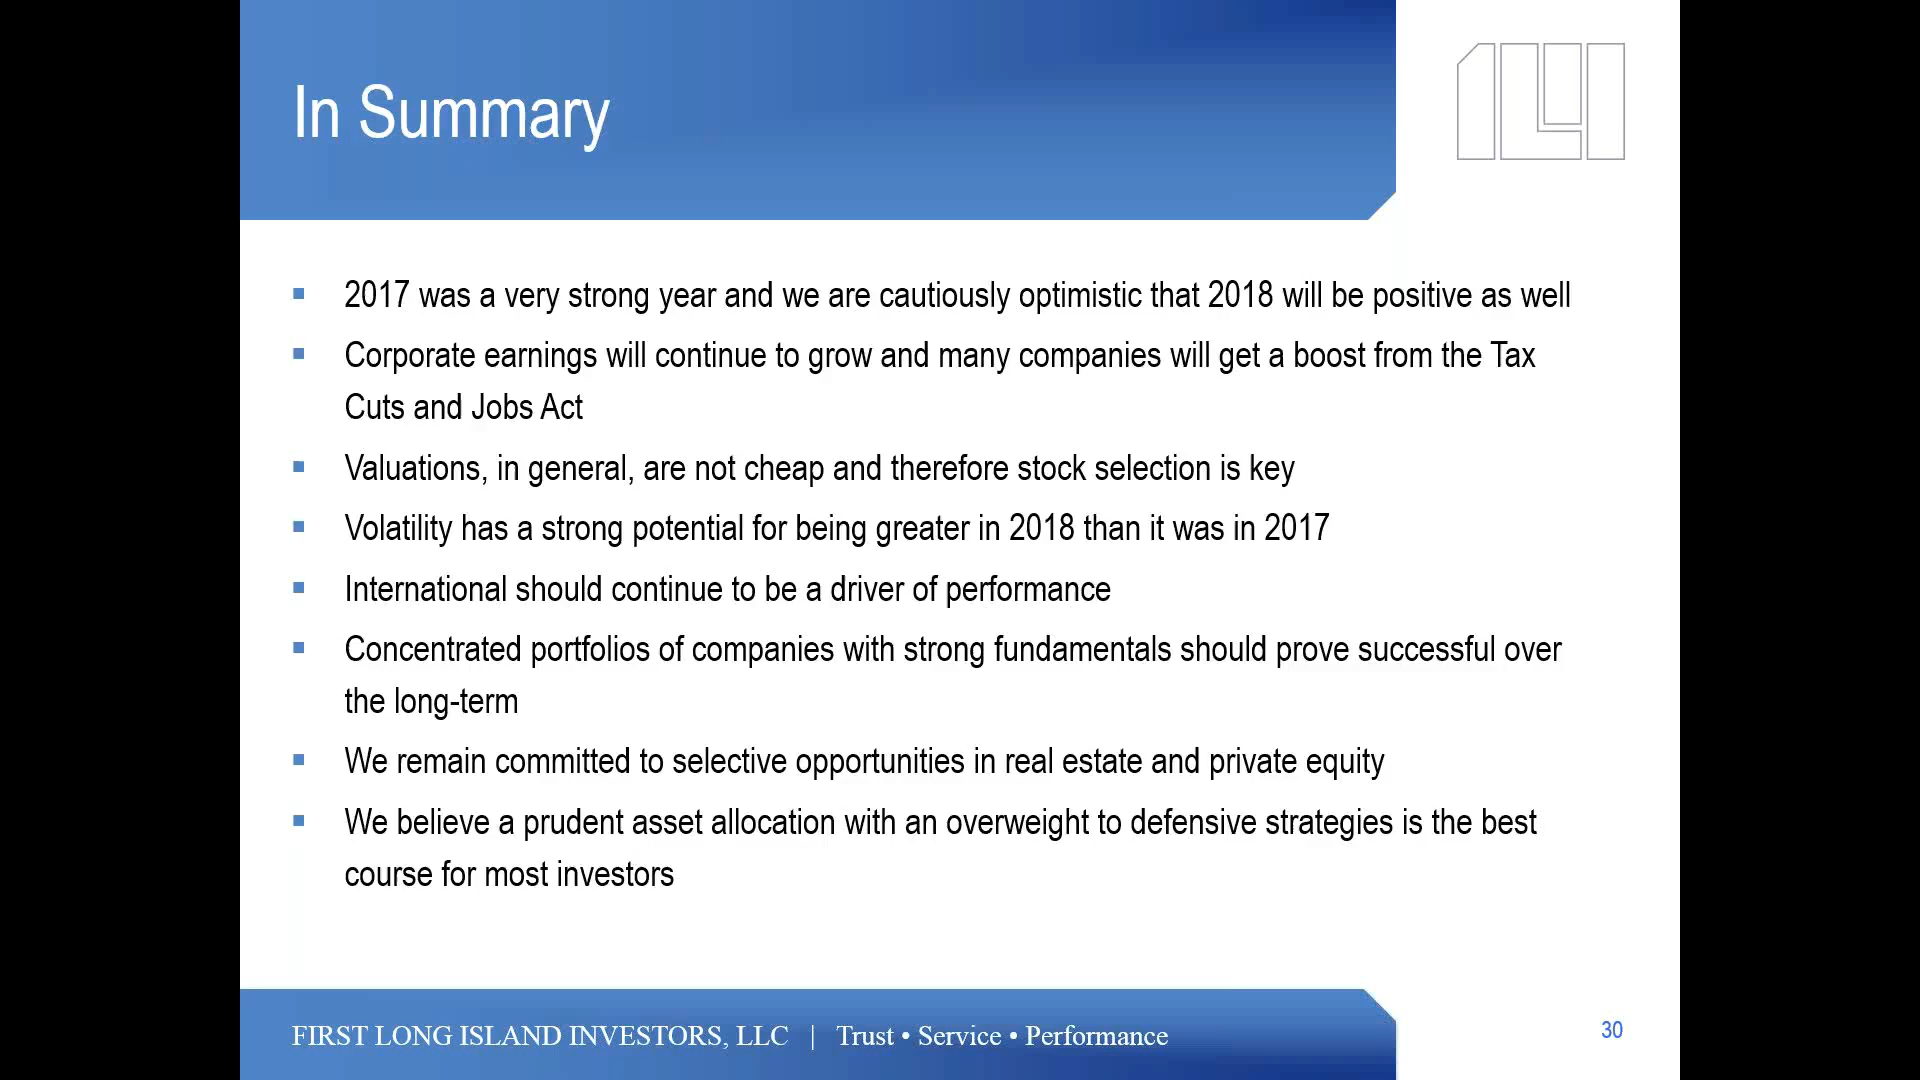 In Summary
2017 was a very strong year and we are cautiously optimistic that 2018 will be positive as well
Corporate earnings will continue to grow and many companies will get a boost from the Tax
Cuts and Jobs Act
Valuations, in general, are not cheap and therefore stock selection is key
Volatility has a strong potential for being greater in 2018 than it was in 2017
International should continue to be a driver of performance
Concentrated portfolios of companies with strong fundamentals should prove successful over
the long-term
We remain committed to selective opportunities in real estate and private equity
We believe a prudent asset allocation with an overweight to defensive strategies is the best
course for most investors
FIRST LONG ISLAND INVESTORS, LLC | Trust • Service • Performance
30